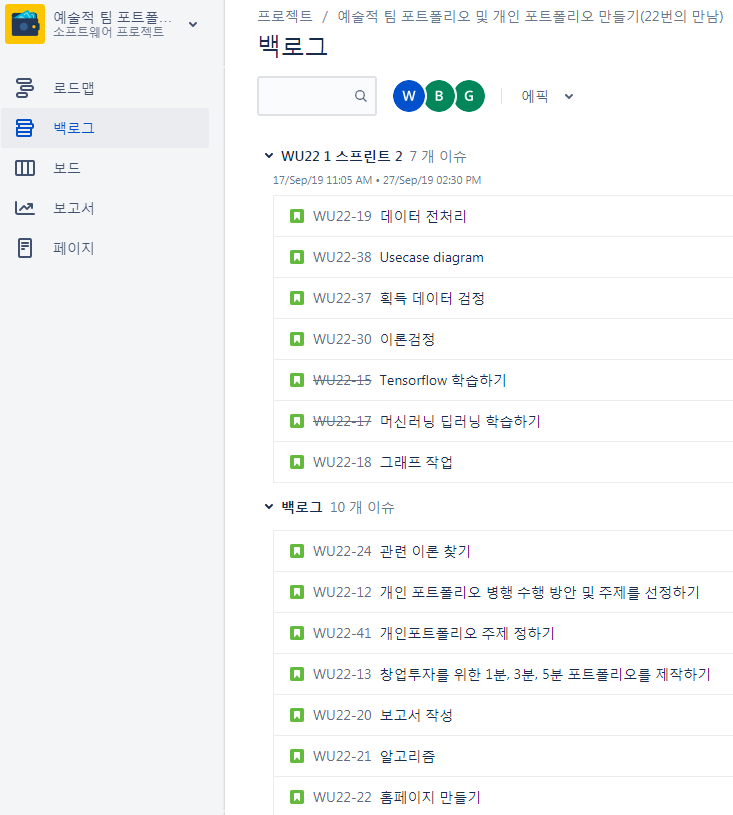 예술적 팀 포트폴...
소프트웨어 프로젝트
로드맵
백로그
보드
보고서
페이지
프로젝트 / 예술적 팀 포트폴리오 및 개인 포트폴리오 만들기(22번의 만남)
백로그
W B G 에픽
WU22 1 스프린트 2 7 개 이슈
17/Sep/19 11:05 AM • 27/Sep/19 02:30 PM
WU22-19 데이터 전처리
WU22-38 Usecase diagram
WU22-37 획득 데이터 검정
WU22-30 이론검정
WU22-15 Tensorflow 학습하기
WU22-17 머신러닝 딥러닝 학습하기
WU22-18 그래프 작업
백로그 10 개 이슈
WU22-24 관련 이론 찾기
WU22-12 개인 포트폴리오 병행 수행 방안 및 주제를 선정하기
WU22-41 개인포트폴리오 주제 정하기
WU22-13 창업투자를 위한 1분, 3분, 5분 포트폴리오를 제작하기
WU22-20 보고서 작성
WU22-21 알고리즘
WU22-22 홈페이지 만들기